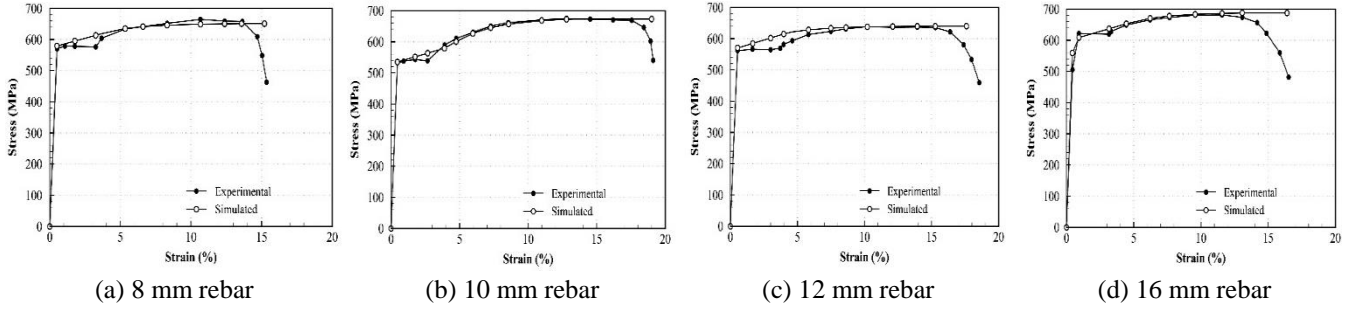 700
600
500
400
300
200
100
0
Stress (MPa)
Experimental
Simulated
0 5 10 15 20
Strain (%)
(a) 8 mm rebar
700
600
500
400
300
200
100
0
Stress (MPa)
Experimental
Simulated
0 5 10 15 20
Strain (%)
(b) 10 mm rebar
700
600
500
400
300
200
100
0
Stress (MPa)
Experimental
Simulated
0 5 10 15 20
Strain (%)
(c) 12 mm rebar
700
600
500
400
300
200
100
0
Stress (MPa)
Experimental
Simulated
0 5 10 15 20
Strain (%)
(d) 16 mm rebar